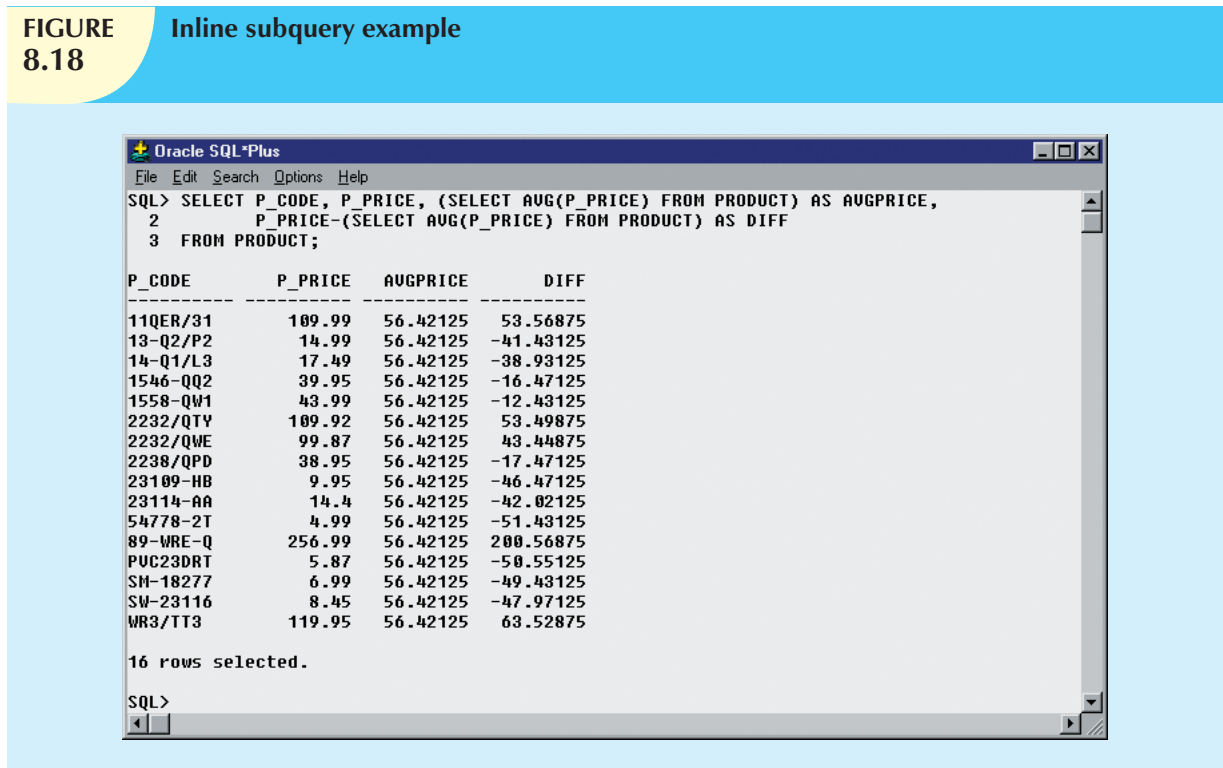 FIGURE
8.18
Inline subquery example
Oracle SQL*Plus
File Edit Search Options Help
SQL> SELECT P_CODE, P_PRICE, (SELECT AVG(P_PRICE) FROM PRODUCT) AS AVGPRICE,
2 P_PRICE-(SELECT AVG(P_PRICE) FROM PRODUCT) AS DIFF
3 FROM PRODUCT;
P_CODE P_PRICE AVGPRICE DIFF
---------- ---------- ---------- ----------
11QER/31 109.99 56.42125 53.56875
13-Q2/P2 14.99 56.42125 -41.43125
14-Q1/L3 17.49 56.42125 -38.93125
1546-QQ2 39.95 56.42125 -16.47125
1558-QW1 43.99 56.42125 -12.43125
2232/QTY 109.92 56.42125 53.49875
2232/QWE 99.87 56.42125 43.44875
2238/QPD 38.95 56.42125 -17.47125
23109-HB 9.95 56.42125 -46.47125
23114-AA 14.4 56.42125 -42.02125
54778-2T 4.99 56.42125 -51.43125
89-WRE-Q 256.99 56.42125 200.56875
PVC23DRT 5.87 56.42125 -50.55125
SM-18277 6.99 56.42125 -49.43125
SW-23116 8.45 56.42125 -47.97125
WR3/TT3 119.95 56.42125 63.52875
16 rows selected.
SQL>